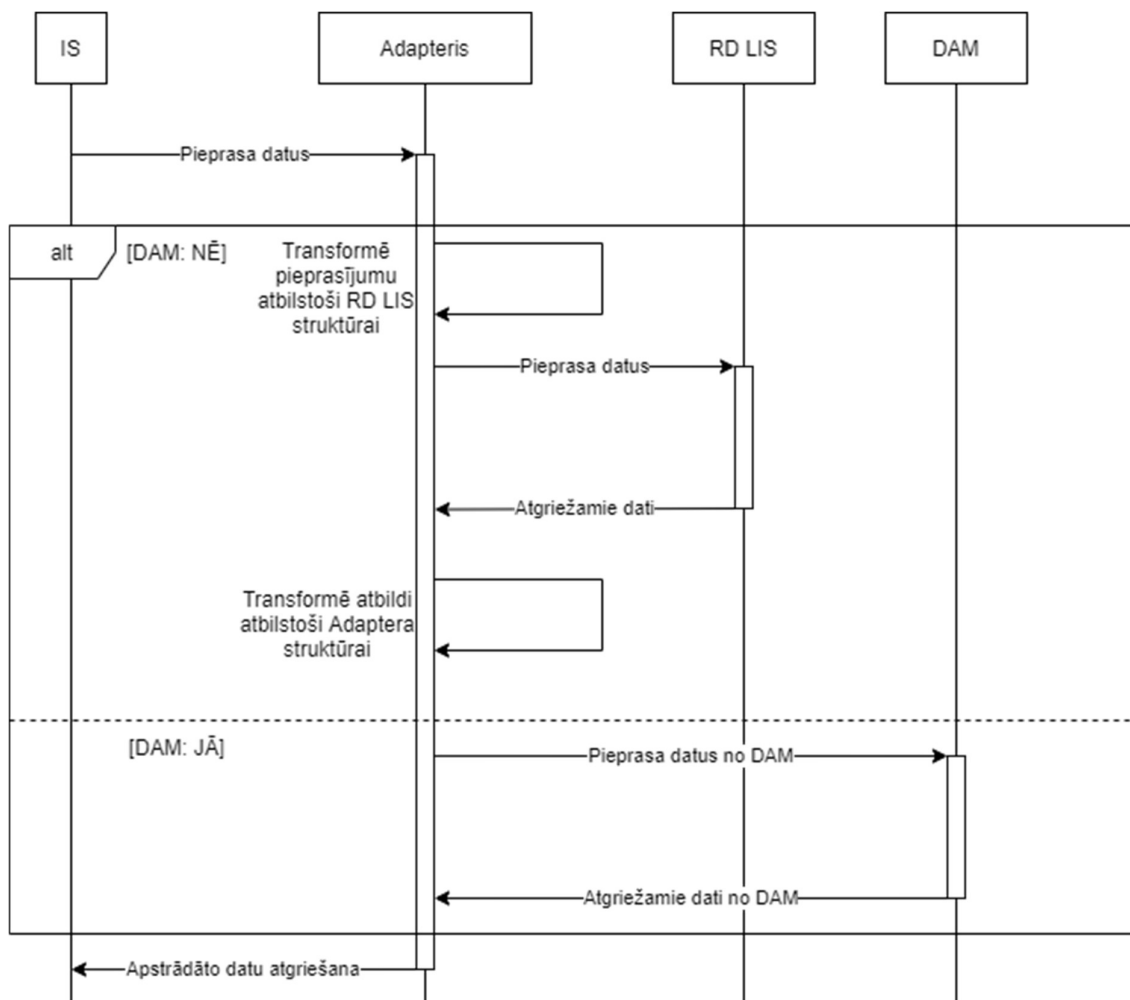 IS
Adapteris
RD LIS
DAM
Pieprasa datus
alt
[DAM: NĒ]
Transformē
pieprasījumu
atbilstoši RD LIS
struktūrai
Pieprasa datus
Atgriežamie dati
Transformē atbildi
atbilstoši Adaptera
struktūrai
[DAM: JĀ]
Pieprasa datus no DAM
Atgriežamie dati no DAM
Apstrādāto datu atgriešana